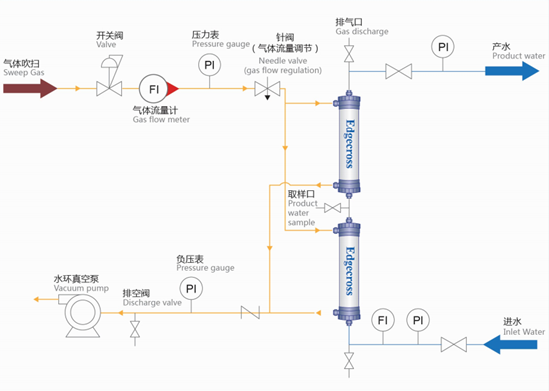 排气口
Gas discharge
开关阀
Valve
压力表
Pressure gauge
针阀
（气体流量调节）
Needle valve
(gas flow regulation)
PI
产水
Product water
气体吹扫
Sweep Gas
FI
PI
气体流量计
Gas flow meter
Edgecross
取样口
Product
water
sample
Edgecross
负压表
Pressure gauge
水环真空泵
Vacuum pump
排空阀
Discharge valve
PI
FI
PI
进水
Inlet Water